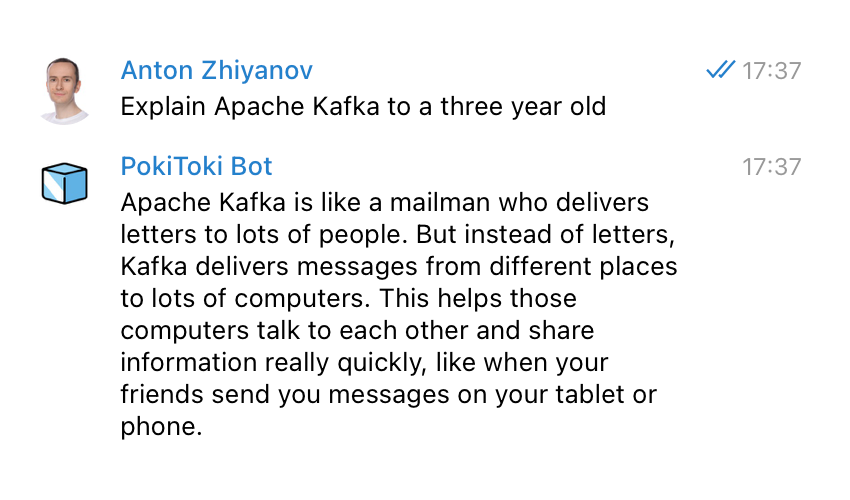 Anton Zhiyanov 17:37
Explain Apache Kafka to a three year old
PokiToki Bot 17:37
Apache Kafka is like a mailman who delivers
letters to lots of people. But instead of letters,
Kafka delivers messages from different places
to lots of computers. This helps those
computers talk to each other and share
information really quickly, like when your
friends send you messages on your tablet or
phone.